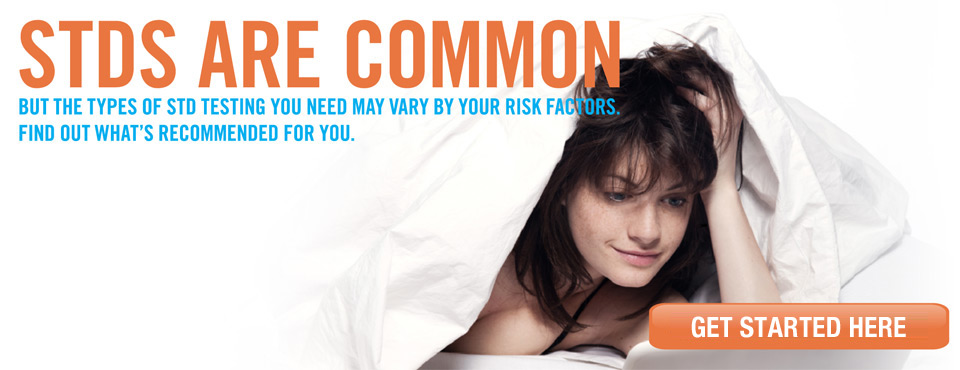 STDS ARE COMMON
BUT THE TYPES OF STD TESTING YOU NEED MAY VARY BY YOUR RISK FACTORS.
FIND OUT WHAT'S RECOMMENDED FOR YOU.
GET STARTED HERE